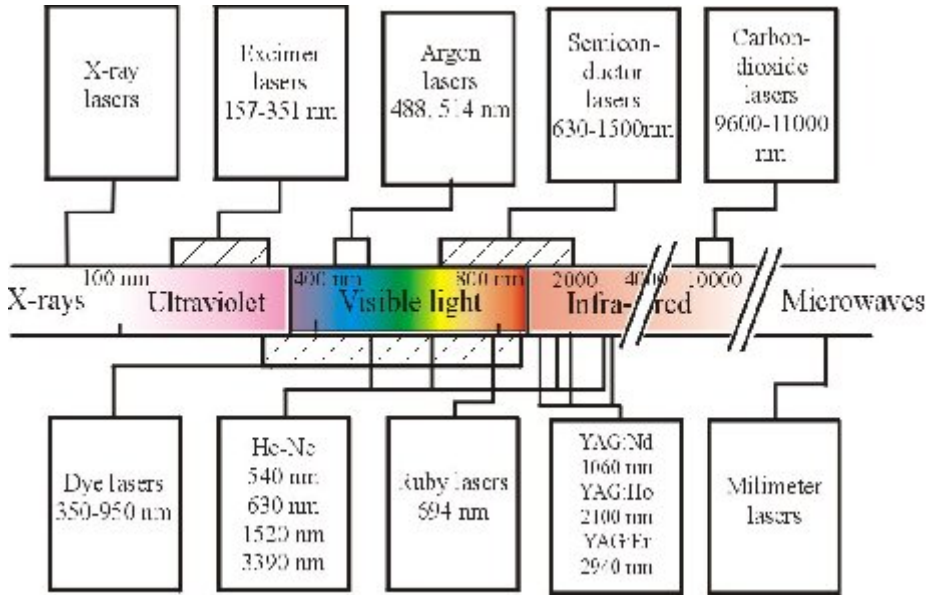 X-ray
lasers
Excimer
lasers
157-351 nm
Argon
lasers
488, 514 nm
Semicon-
ductor
lasers
630-1500nm
Carbon-
dioxide
lasers
9600-11000
nm
100 nm
400 nm
800 nm
2000
4000
10000
X-rays
Ultraviolet
Visible light
Infra-
red
Microwaves
Dye lasers
350-950 nm
He-Ne
540 nm
630 nm
1520 nm
3390 nm
Ruby lasers
694 nm
YAG:Nd
1060 nm
YAG:Ho
2100 nm
YAG:Er
2940 nm
Milimeter
lasers